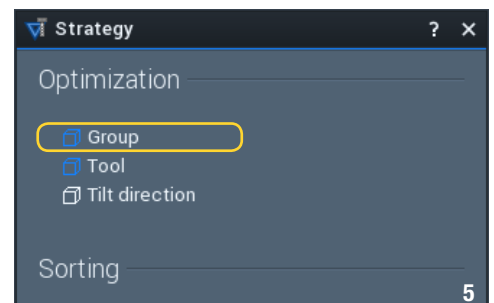 Strategy ? ×
Optimization
Group
Tool
Tilt direction
Sorting
5